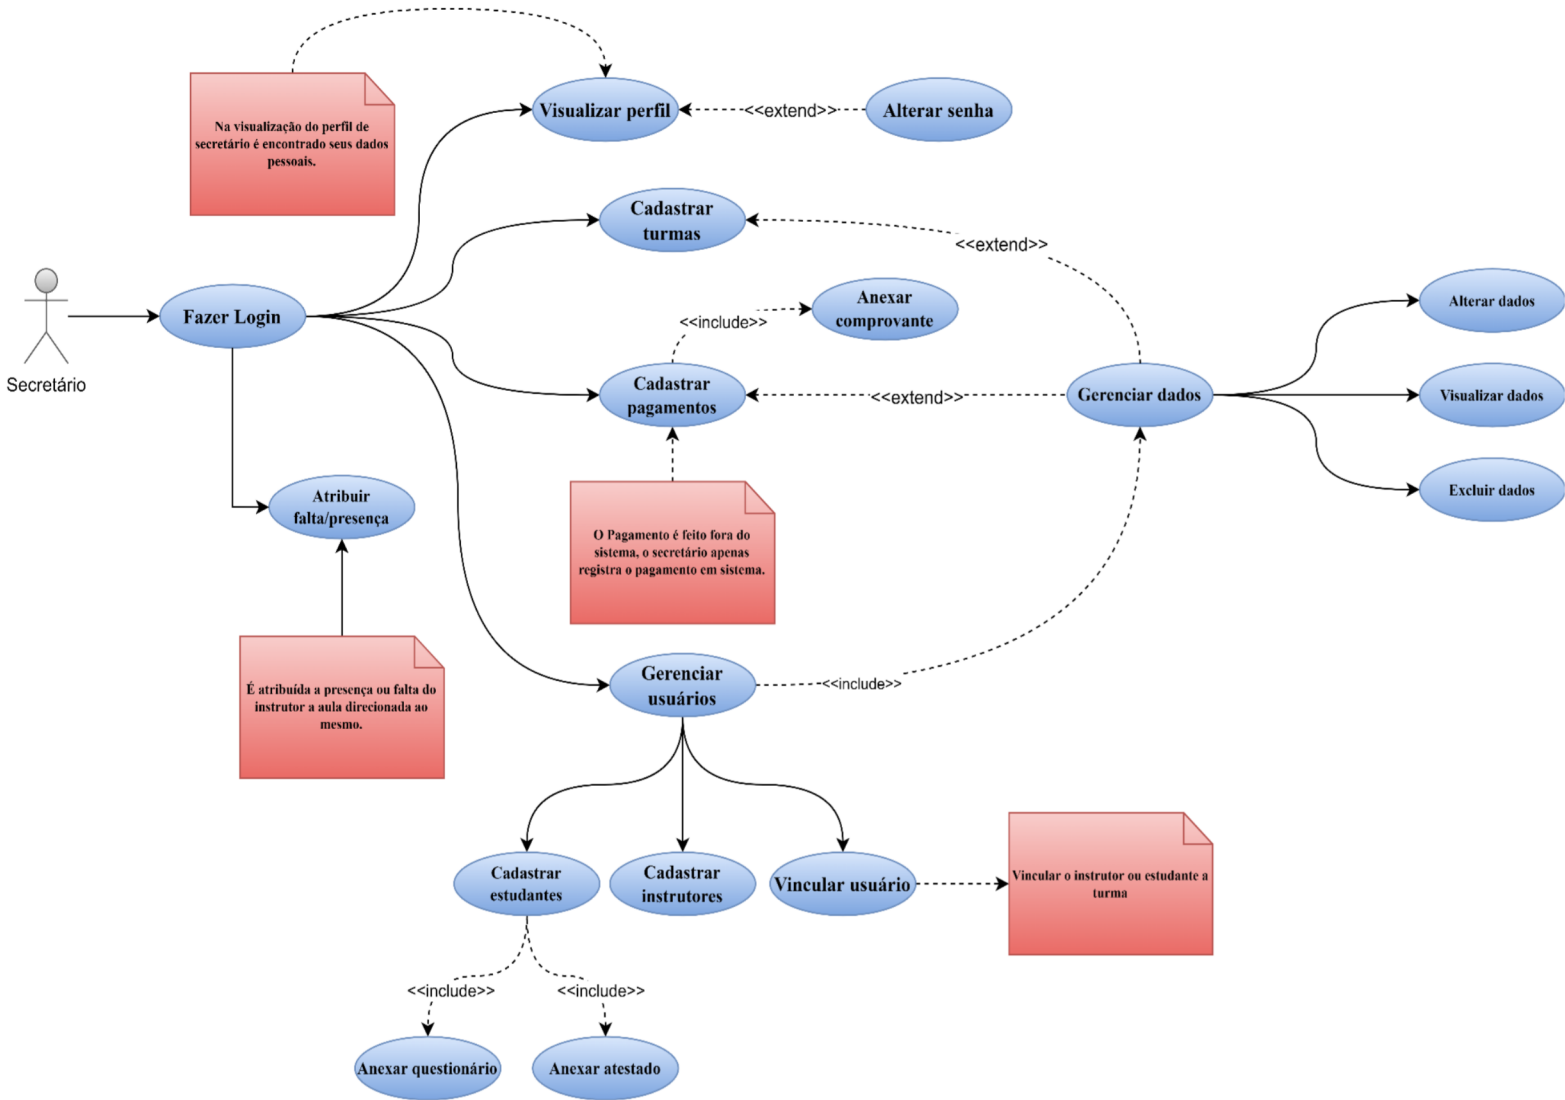 Na visualização do perfil de
secretário é encontrado seus dados
pessoais.
Visualizar perfil
<<extend>>
Alterar senha
Cadastrar
turmas
<<extend>>
Secretário
Fazer Login
Anexar
comprovante
<<include>>
Cadastrar
pagamentos
<<extend>>
Gerenciar dados
Alterar dados
Visualizar dados
Excluir dados
Atribuir
falta/presença
O Pagamento é feito fora do
sistema, o secretário apenas
registra o pagamento em sistema.
É atribuída a presença ou falta do
instrutor a aula direcionada ao
mesmo.
Gerenciar
usuários
<<include>>
Cadastrar
estudantes
Cadastrar
instrutores
Vincular usuário
Vincular o instrutor ou estudante a
turma
<<include>>
<<include>>
Anexar questionário
Anexar atestado